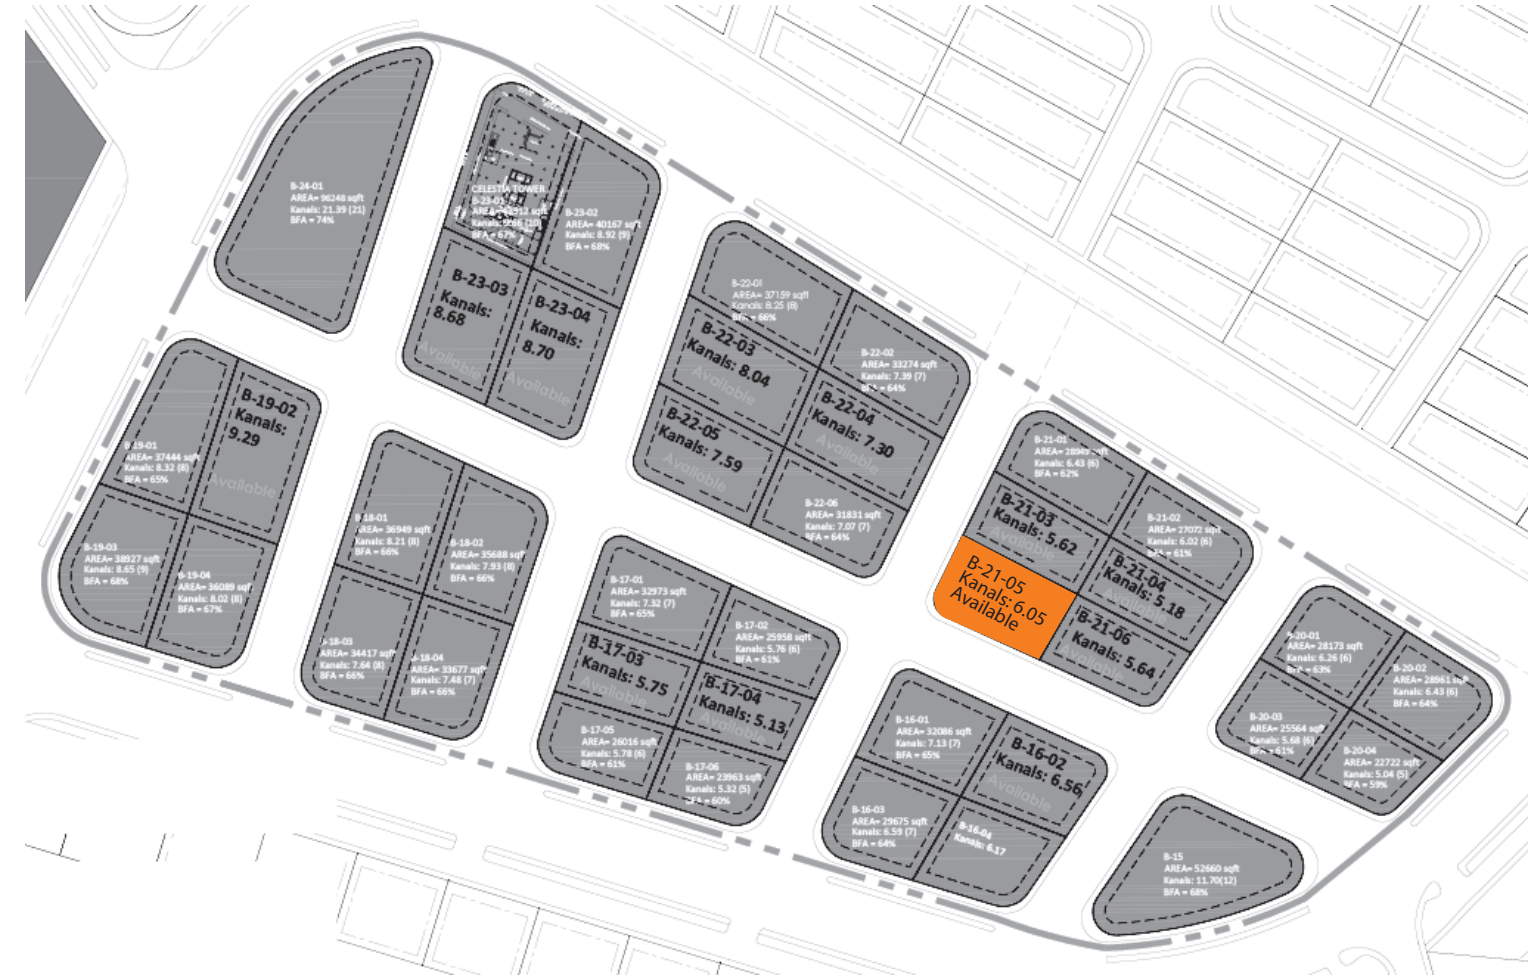 B-24-01
AREA= 96248 sqft
Kanals: 21.39 (21)
BFA = 74%
CELESTIA TOWER
B-23-01
Kanals: 9.66 (10)
BFA = 67%
B-23-02
AREA= 40167 sqft
Kanals: 8.92 (9)
BFA = 68%
B-23-03
Kanals:
8.68
Available
B-23-04
Kanals:
8.70
Available
B-22-01
AREA= 37159 sqft
Kanals: 8.25 (8)
BFA = 66%
B-22-02
AREA= 33274 sqft
Kanals: 7.39 (7)
BFA = 64%
B-22-03
Kanals: 8.04
Available
B-22-04
Kanals: 7.30
Available
B-22-05
Kanals: 7.59
Available
B-22-06
AREA= 31831 sqft
Kanals: 7.07 (7)
BFA = 64%
B-19-01
AREA= 37444 sqft
Kanals: 8.32 (8)
BFA = 65%
B-19-02
Kanals:
9.29
Available
B-19-03
AREA= 38927 sqft
Kanals: 8.65 (9)
BFA = 68%
B-19-04
AREA= 36089 sqft
Kanals: 8.02 (8)
BFA = 67%
B-18-01
AREA= 36949 sqft
Kanals: 8.21 (8)
BFA = 66%
B-18-02
AREA= 35688 sqft
Kanals: 7.93 (8)
BFA = 66%
B-18-03
AREA= 34417 sqft
Kanals: 7.64 (8)
BFA = 66%
B-18-04
AREA= 33677 sqft
Kanals: 7.48 (7)
BFA = 66%
B-21-01
AREA= 28949 sqft
Kanals: 6.43 (6)
BFA = 62%
B-21-02
AREA= 27072 sqft
Kanals: 6.02 (6)
BFA = 61%
B-21-03
Kanals: 5.62
Available
B-21-04
Kanals: 5.18
Available
B-21-05
Kanals: 6.05
Available
B-21-06
Kanals: 5.64
Available
B-17-01
AREA= 32973 sqft
Kanals: 7.32 (7)
BFA = 65%
B-17-02
AREA= 25958 sqft
Kanals: 5.76 (6)
BFA = 61%
B-17-03
Kanals: 5.75
Available
B-17-04
Kanals: 5.13
Available
B-17-05
AREA= 26016 sqft
Kanals: 5.78 (6)
BFA = 61%
B-17-06
AREA= 23963 sqft
Kanals: 5.32 (5)
BFA = 60%
B-20-01
AREA= 28173 sqft
Kanals: 6.26 (6)
BFA = 63%
B-20-02
AREA= 28961 sqft
Kanals: 6.43 (6)
BFA = 64%
B-20-03
AREA= 25564 sqft
Kanals: 5.68 (6)
BFA = 61%
B-20-04
AREA= 22722 sqft
Kanals: 5.04 (5)
BFA = 59%
B-16-01
AREA= 32086 sqft
Kanals: 7.13 (7)
BFA = 65%
B-16-02
Kanals: 6.56
Available
B-16-03
AREA= 29675 sqft
Kanals: 6.59 (7)
BFA = 64%
B-16-04
Kanals: 6.17
B-15
AREA= 52660 sqft
Kanals: 11.70(12)
BFA = 68%